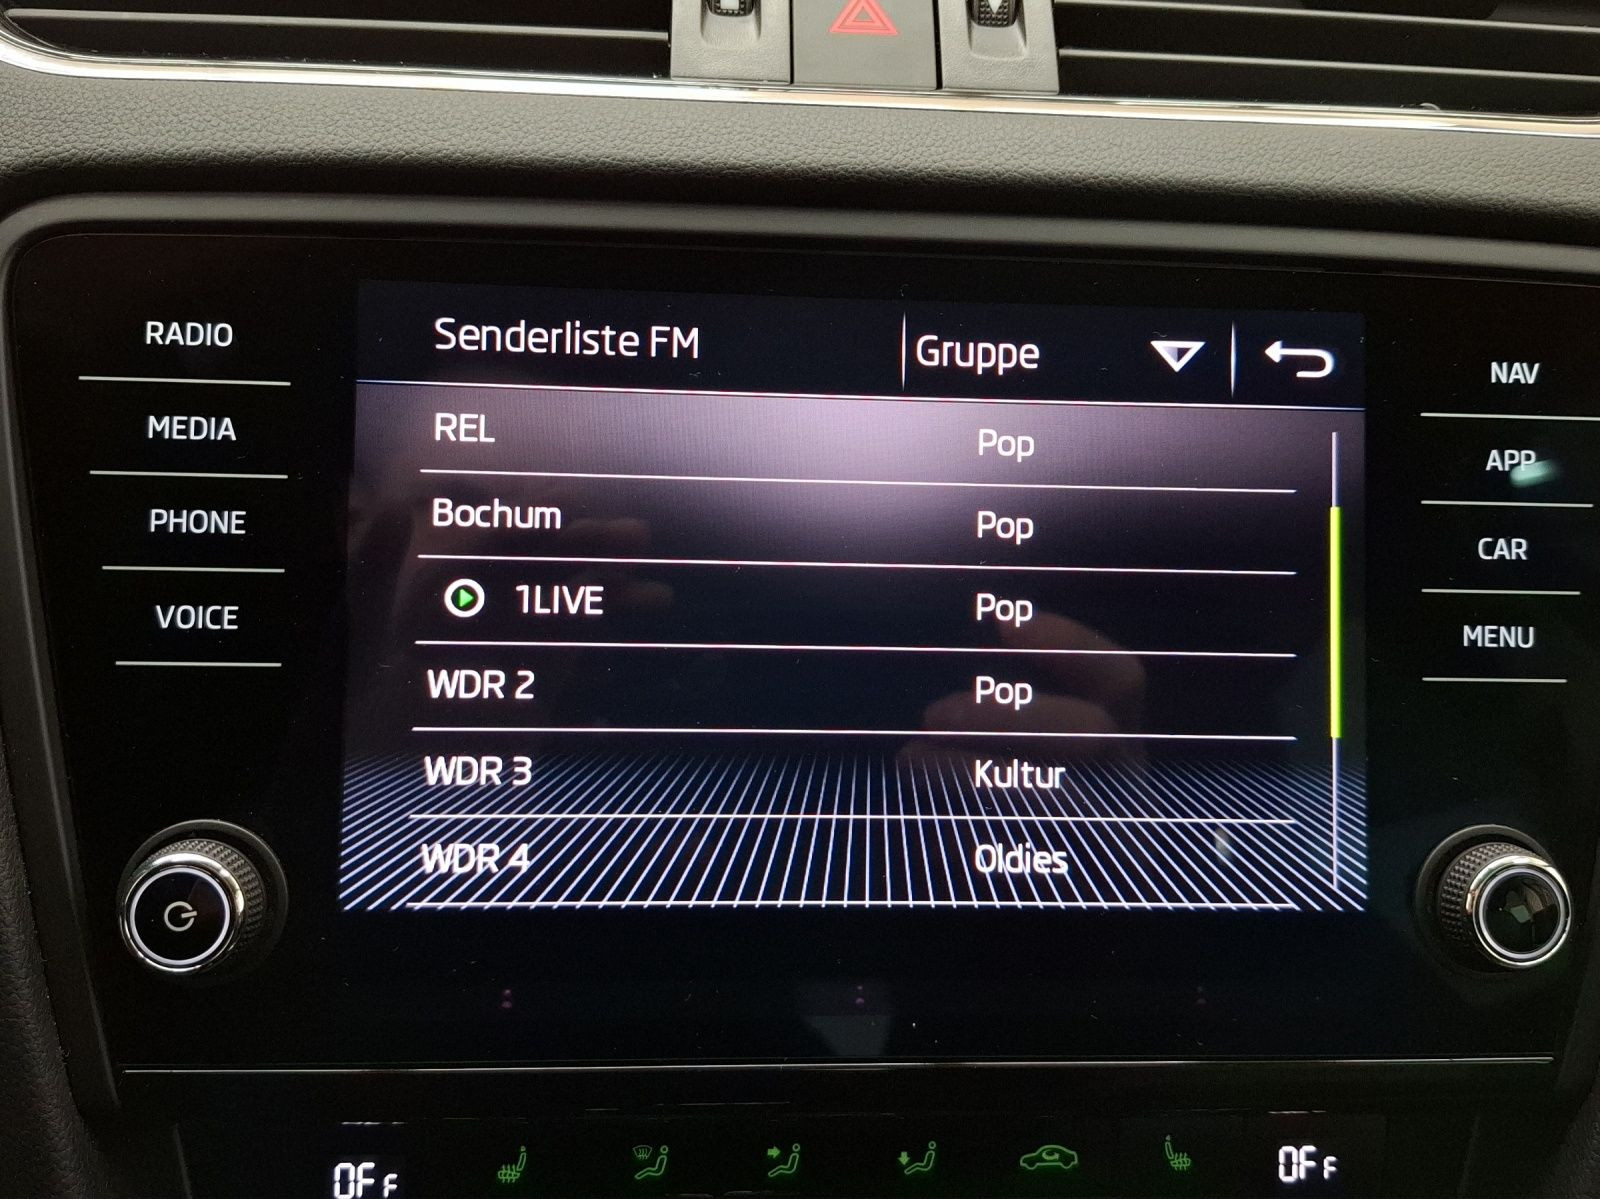 RADIO
MEDIA
PHONE
VOICE
Senderliste FM
Gruppe
REL Pop
Bochum Pop
1LIVE Pop
WDR 2 Pop
WDR 3 Kultur
WDR 4 Oldies
NAV
APP
CAR
MENU
OFF
OFF